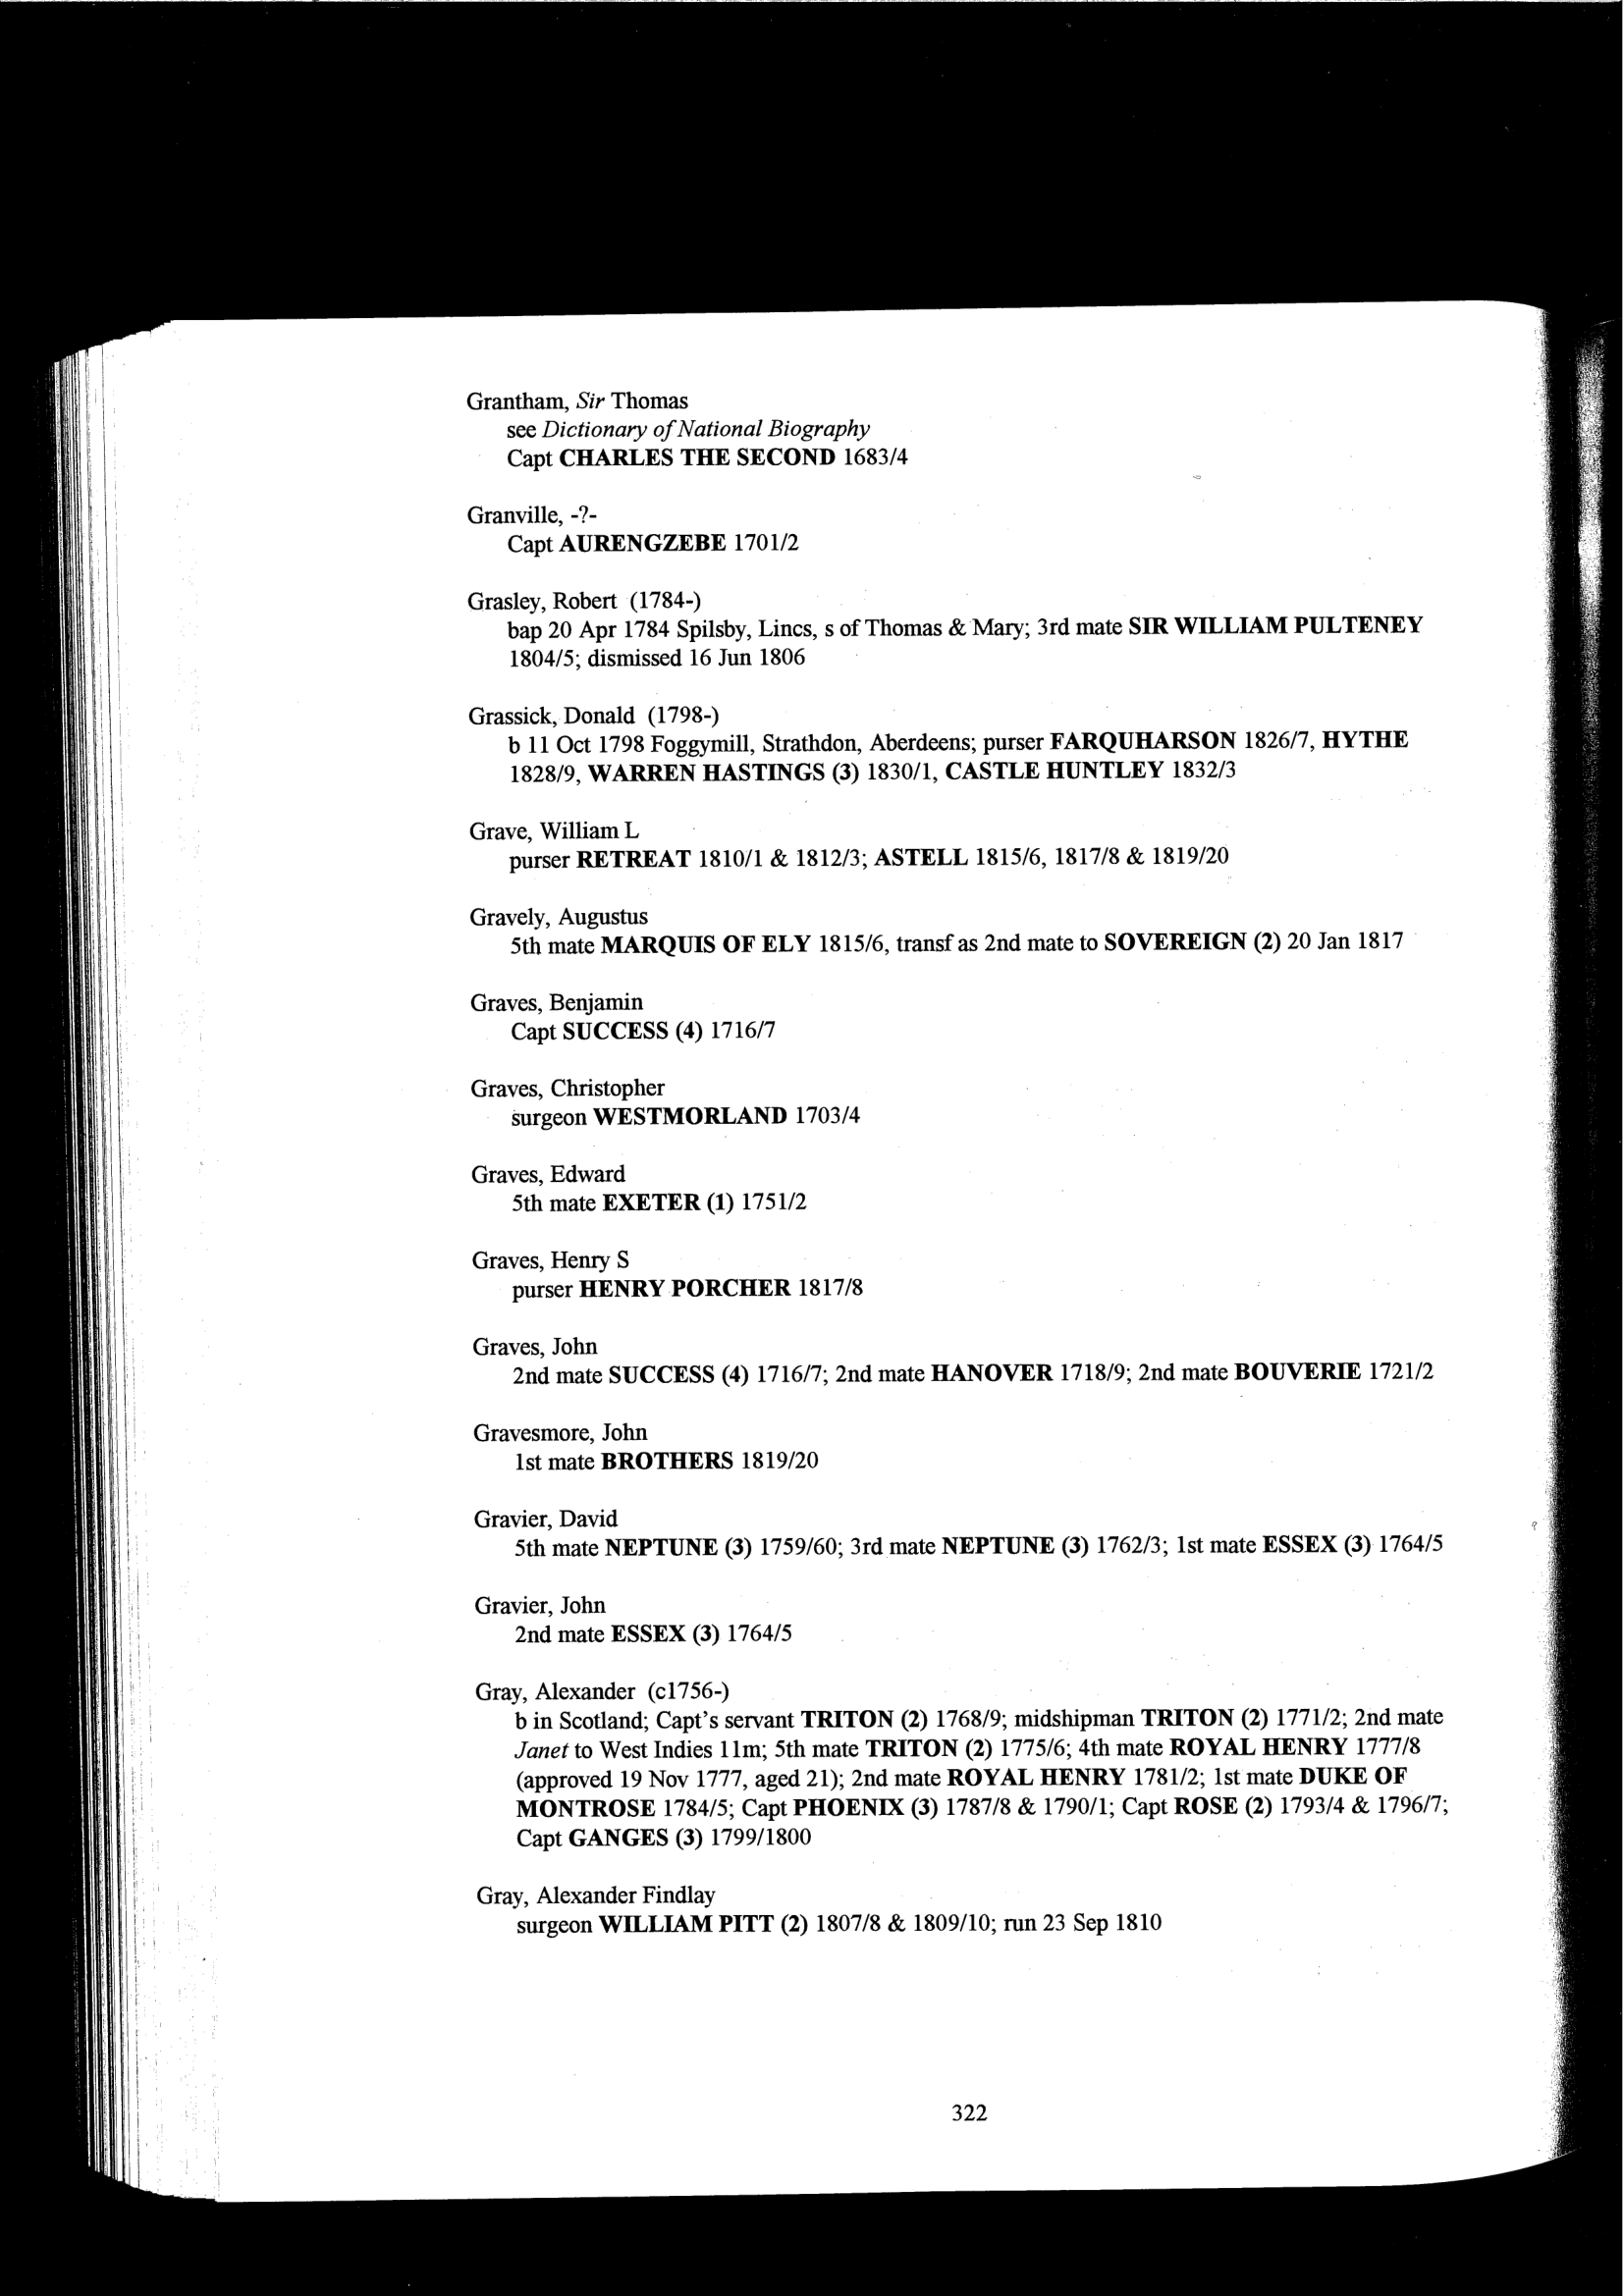 Grantham, Sir Thomas
see Dictionary of National Biography
Capt CHARLES THE SECOND 1683/4
Granville, -?-
Capt AURENGZEBE 1701/2
Grasley, Robert (1784-)
bap 20 Apr 1784 Spilsby, Lincs, s of Thomas & Mary; 3rd mate SIR WILLIAM PULTENEY
1804/5; dismissed 16 Jun 1806
Grassick, Donald (1798-)
b 11 Oct 1798 Foggymill, Strathdon, Aberdeens; purser FARQUHARSON 1826/7, HYTHE
1828/9, WARREN HASTINGS (3) 1830/1, CASTLE HUNTLEY 1832/3
Grave, William L
purser RETREAT 1810/1 & 1812/3; ASTELL 1815/6, 1817/8 & 1819/20
Gravely, Augustus
5th mate MARQUIS OF ELY 1815/6, transf as 2nd mate to SOVEREIGN (2) 20 Jan 1817
Graves, Benjamin
Capt SUCCESS (4) 1716/7
Graves, Christopher
surgeon WESTMORLAND 1703/4
Graves, Edward
5th mate EXETER (1) 1751/2
Graves, Henry S
purser HENRY PORCHER 1817/8
Graves, John
2nd mate SUCCESS (4) 1716/7; 2nd mate HANOVER 1718/9; 2nd mate BOUVERIE 1721/2
Gravesmore, John
1st mate BROTHERS 1819/20
Gravier, David
5th mate NEPTUNE (3) 1759/60; 3rd mate NEPTUNE (3) 1762/3; 1st mate ESSEX (3) 1764/5
Gravier, John
2nd mate ESSEX (3) 1764/5
Gray, Alexander (c1756-)
b in Scotland; Capt's servant TRITON (2) 1768/9; midshipman TRITON (2) 1771/2; 2nd mate
Janet to West Indies 11m; 5th mate TRITON (2) 1775/6; 4th mate ROYAL HENRY 1777/8
(approved 19 Nov 1777, aged 21); 2nd mate ROYAL HENRY 1781/2; 1st mate DUKE OF
MONTROSE 1784/5; Capt PHOENIX (3) 1787/8 & 1790/1; Capt ROSE (2) 1793/4 & 1796/7;
Capt GANGES (3) 1799/1800
Gray, Alexander Findlay
surgeon WILLIAM PITT (2) 1807/8 & 1809/10; run 23 Sep 1810
322